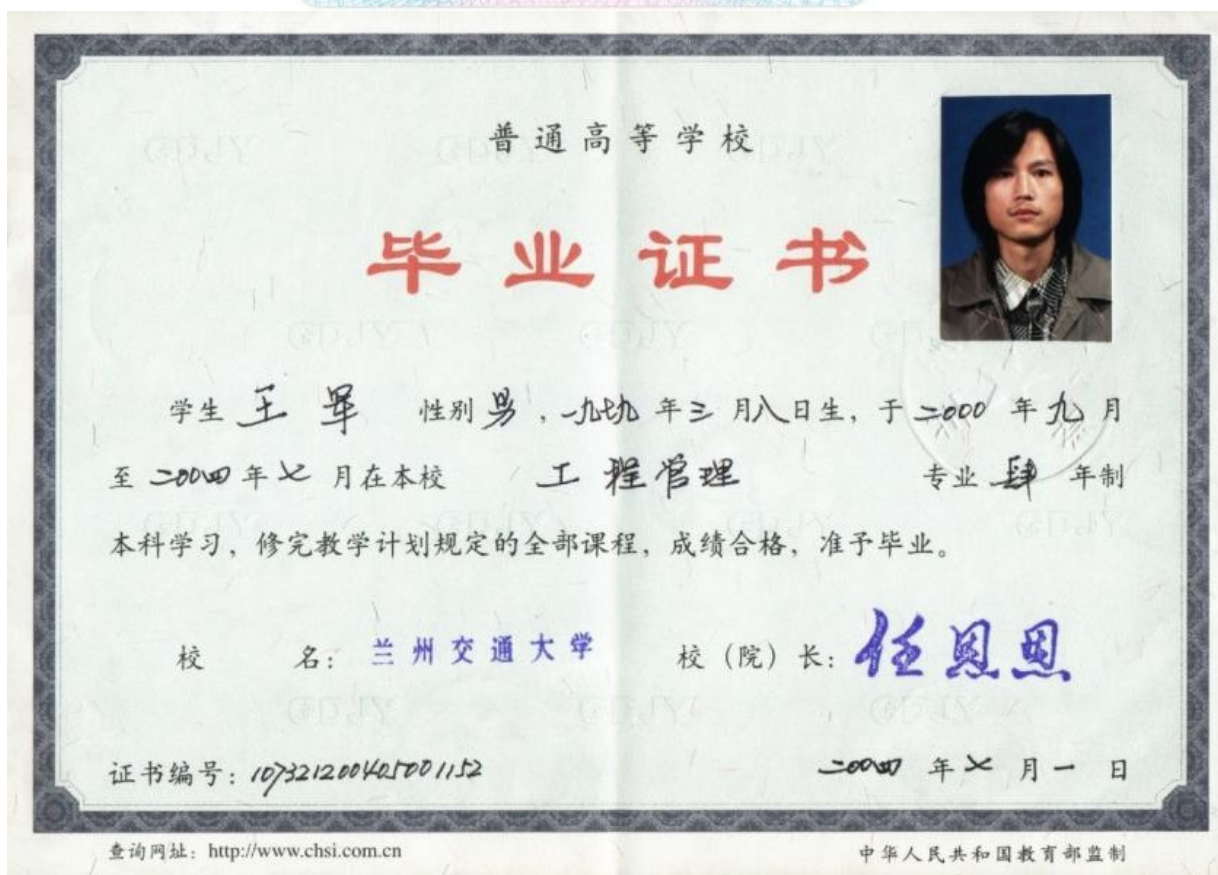 普通高等学校
毕业证书
学生 王军 性别 男，一九七九年三月八日生，于二000年九月
至二00四年七月在本校 工程管理 专业 肆 年制
本科学习，修完教学计划规定的全部课程，成绩合格，准予毕业。
校 名：兰州交通大学 校（院）长：任恩恩
证书编号：107321200405001152 二00四年七月一日
查询网址：http://www.chsi.com.cn 中华人民共和国教育部监制